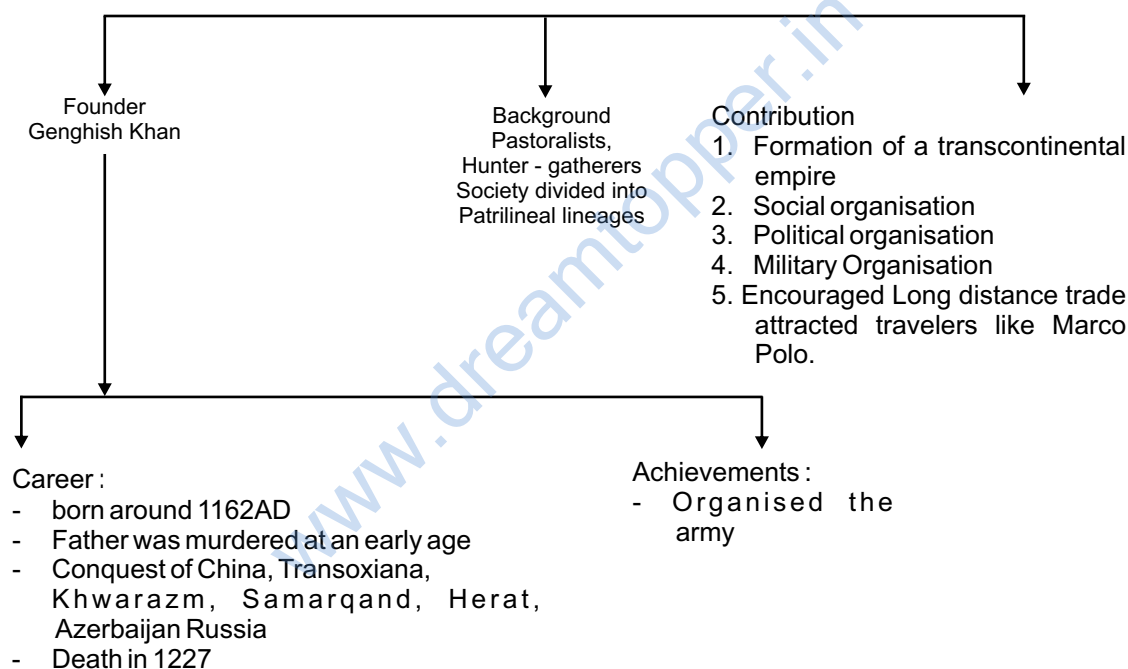 Founder
Genghish Khan
Background
Pastoralists,
Hunter - gatherers
Society divided into
Patrilineal lineages
Contribution
1. Formation of a transcontinental
empire
2. Social organisation
3. Political organisation
4. Military Organisation
5. Encouraged Long distance trade
attracted travelers like Marco
Polo.
Career :
- born around 1162AD
- Father was murdered at an early age
- Conquest of China, Transoxiana,
Khwarazm, Samarqand, Herat,
Azerbaijan Russia
- Death in 1227
Achievements :
- Organised the
army
www.dreamtopper.in